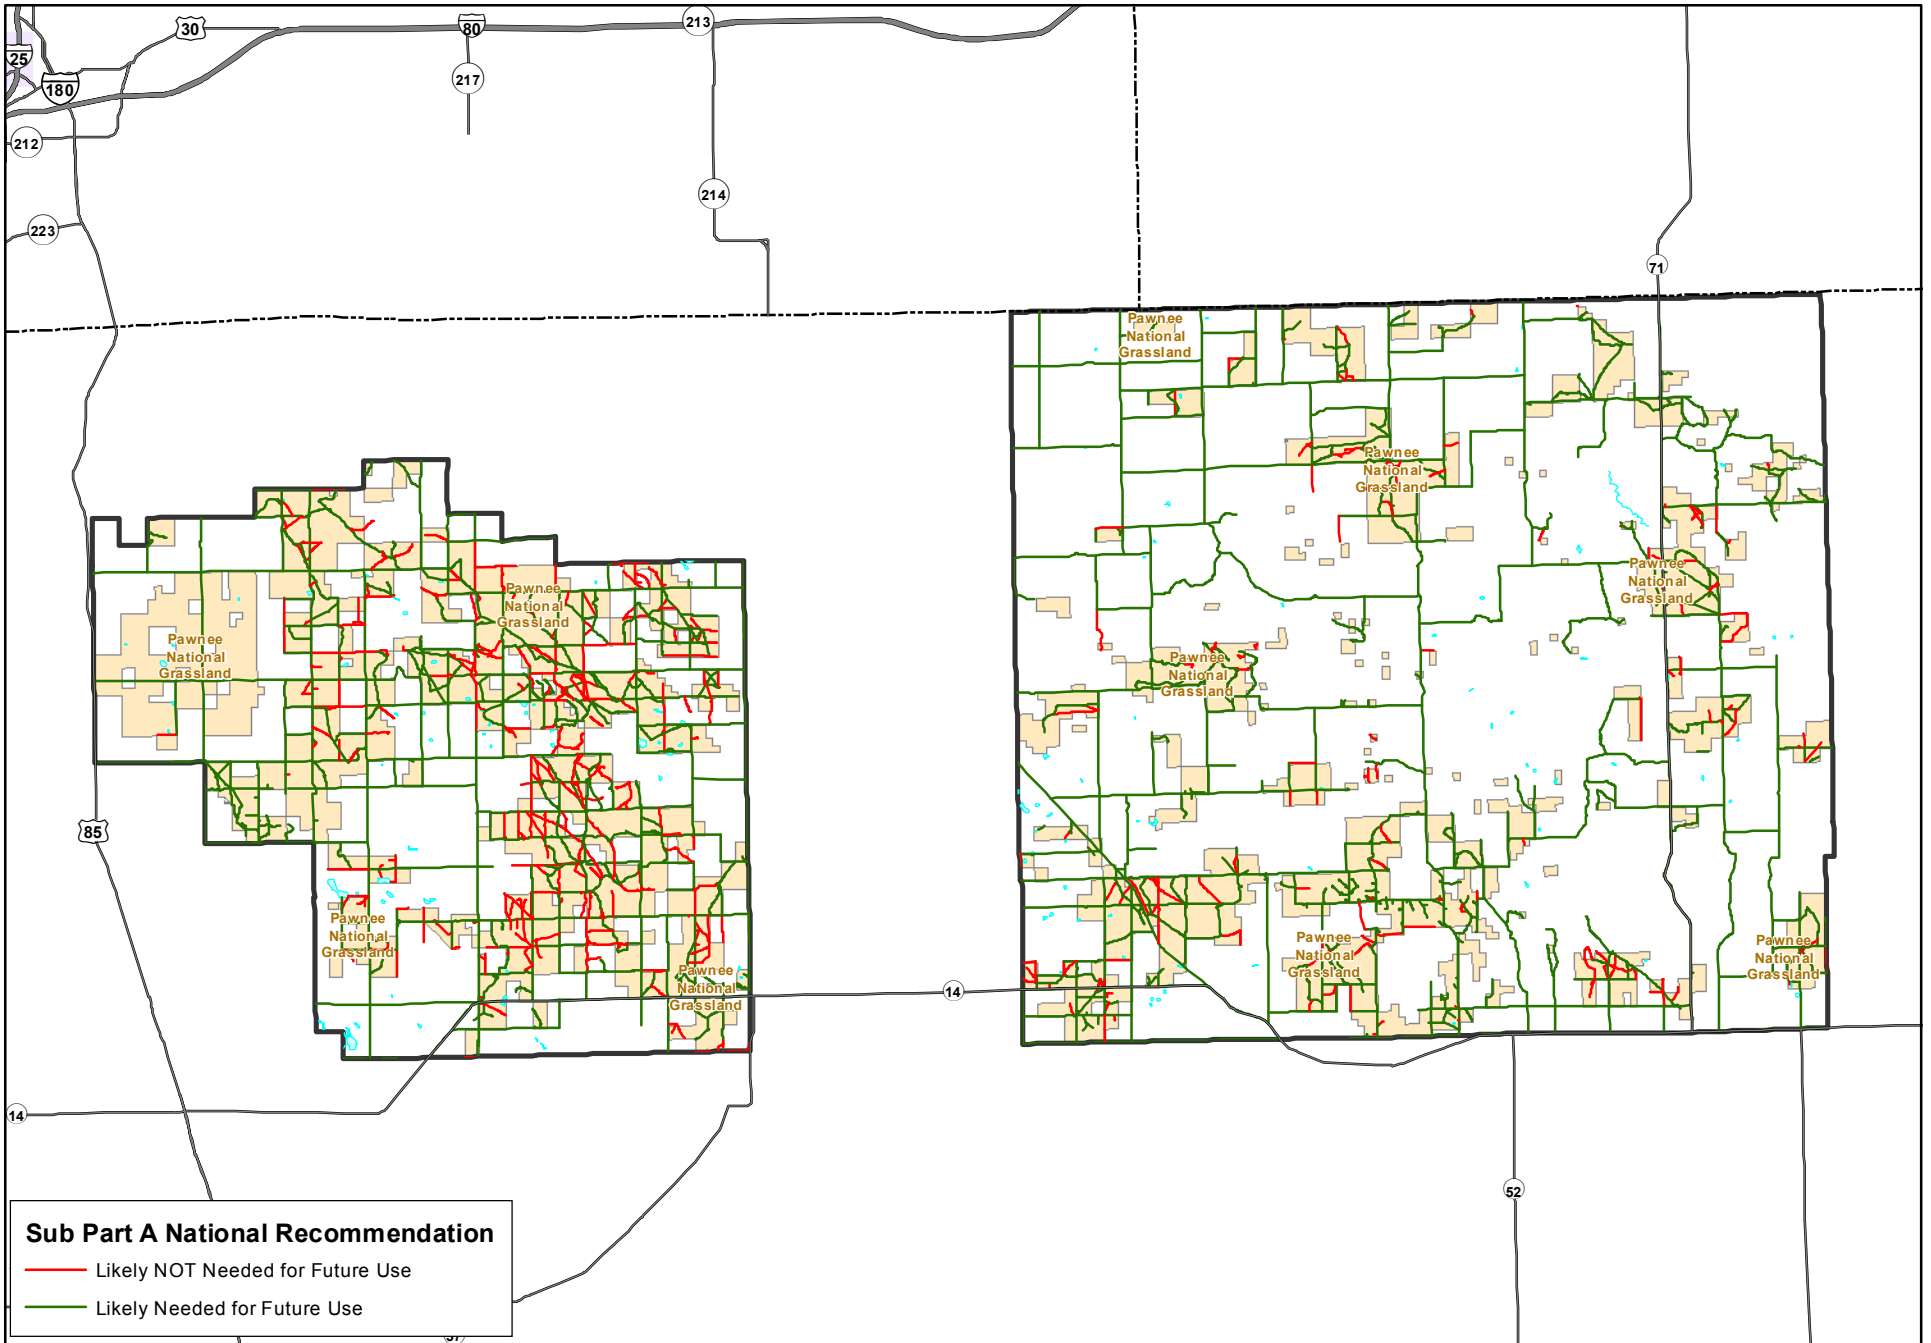 30
80
213
25
180
217
212
214
223
71
Pawnee
National
Grassland
Pawnee
National
Grassland
Pawnee
National
Grassland
Pawnee
National
Grassland
Pawnee
National
Grassland
Pawnee
National
Grassland
85
Pawnee
National
Grassland
Pawnee
National
Grassland
Pawnee
National
Grassland
Pawnee
National
Grassland
14
14
52
Sub Part A National Recommendation
Likely NOT Needed for Future Use
Likely Needed for Future Use